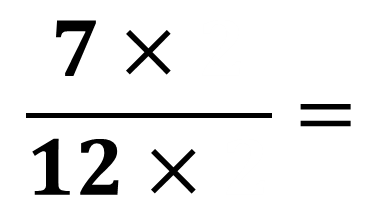 7 ×
12 ×
=